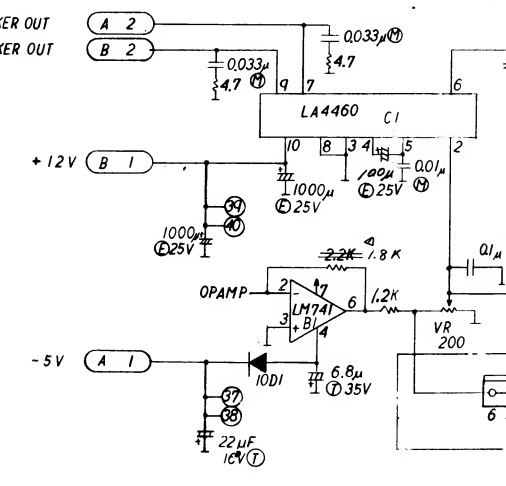 KER OUT A 2
KER OUT B 2
0.033μ M
4.7
0.033μ M
4.7
9 7 6
LA4460 C1
10 8 3 4 5 2
+12V B 1
1000μ
E 25V
100μ
E 25V
0.01μ
M
39
40
1000μ
E 25V
0.1μ
2.2K 1.8K
OPAMP 2 - 7 6 1.2K
LM741
3 + B1 4
VR
200
-5V A 1
10D1
6.8μ
T 35V
37
38
22μF
16V T
6